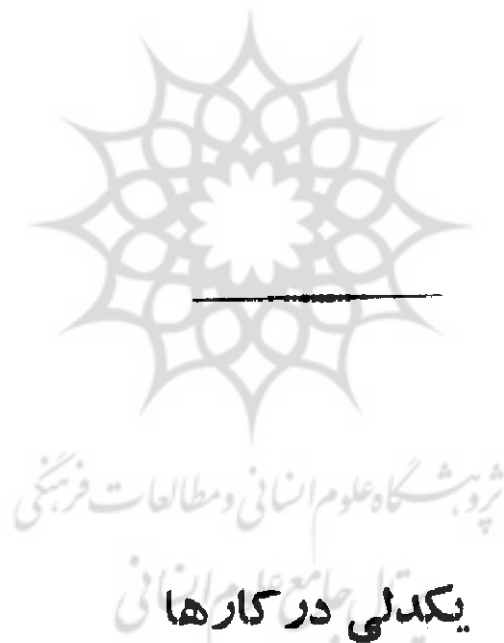 پژوهشگاه علوم انسانی و مطالعات فرهنگی
پرتال جامع علوم انسانی
یکدلی در کارها